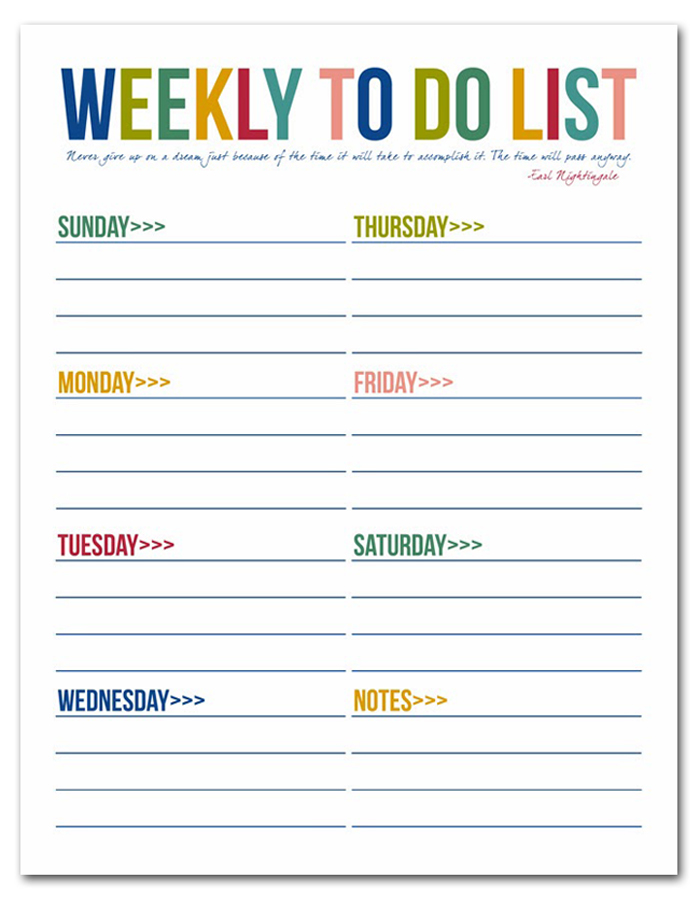 WEEKLY TO DO LIST
Never give up on a dream just because of the time it will take to accomplish it. The time will pass anyway.
-Earl Nightingale
SUNDAY>>>
THURSDAY>>>
MONDAY>>>
FRIDAY>>>
TUESDAY>>>
SATURDAY>>>
WEDNESDAY>>>
NOTES>>>